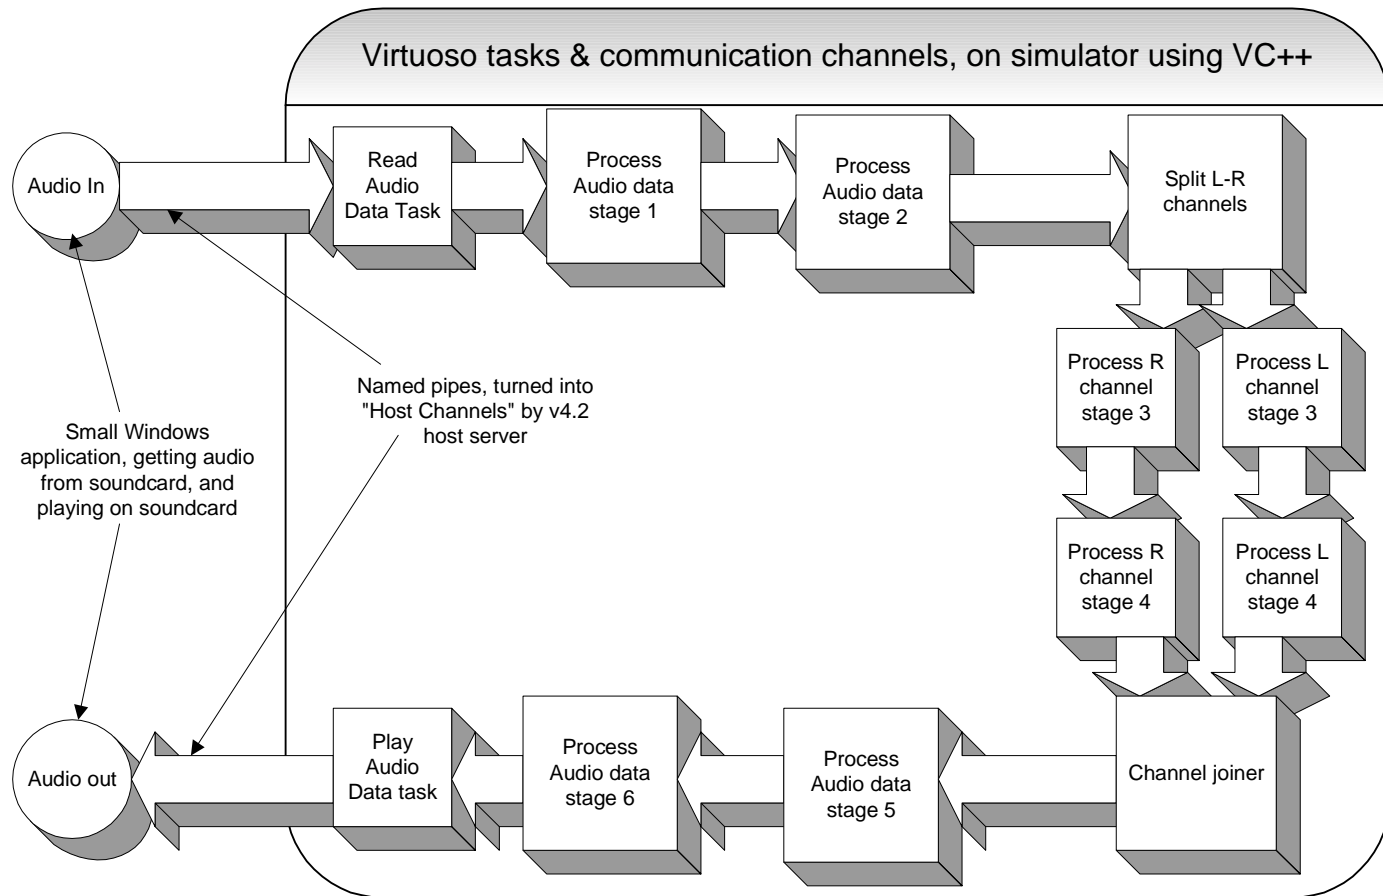 Virtuoso tasks & communication channels, on simulator using VC++
Audio In
Read
Audio
Data Task
Process
Audio data
stage 1
Process
Audio data
stage 2
Split L-R
channels
Process R
channel
stage 3
Process L
channel
stage 3
Named pipes, turned into
"Host Channels" by v4.2
host server
Small Windows
application, getting audio
from soundcard, and
playing on soundcard
Process R
channel
stage 4
Process L
channel
stage 4
Audio out
Play
Audio
Data task
Process
Audio data
stage 6
Process
Audio data
stage 5
Channel joiner